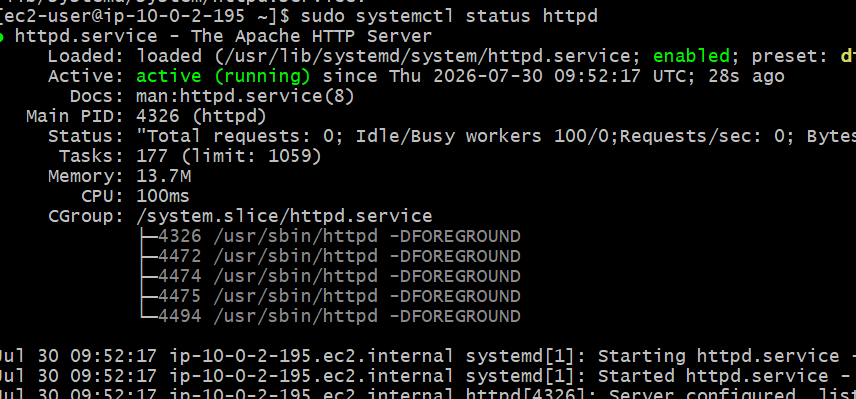 [ec2-user@ip-10-0-2-195 ~]$ sudo systemctl status httpd
● httpd.service - The Apache HTTP Server
Loaded: loaded (/usr/lib/systemd/system/httpd.service; enabled; preset:
Active: active (running) since Thu 2026-07-30 09:52:17 UTC; 28s ago
Docs: man:httpd.service(8)
Main PID: 4326 (httpd)
Status: "Total requests: 0; Idle/Busy workers 100/0;Requests/sec: 0; Bytes
Tasks: 177 (limit: 1059)
Memory: 13.7M
CPU: 100ms
CGroup: /system.slice/httpd.service
├─4326 /usr/sbin/httpd -DFOREGROUND
├─4472 /usr/sbin/httpd -DFOREGROUND
├─4474 /usr/sbin/httpd -DFOREGROUND
├─4475 /usr/sbin/httpd -DFOREGROUND
└─4494 /usr/sbin/httpd -DFOREGROUND
Jul 30 09:52:17 ip-10-0-2-195.ec2.internal systemd[1]: Starting httpd.service -
Jul 30 09:52:17 ip-10-0-2-195.ec2.internal systemd[1]: Started httpd.service -
Jul 30 09:52:17 ip-10-0-2-195.ec2.internal httpd[4326]: Server configured, list